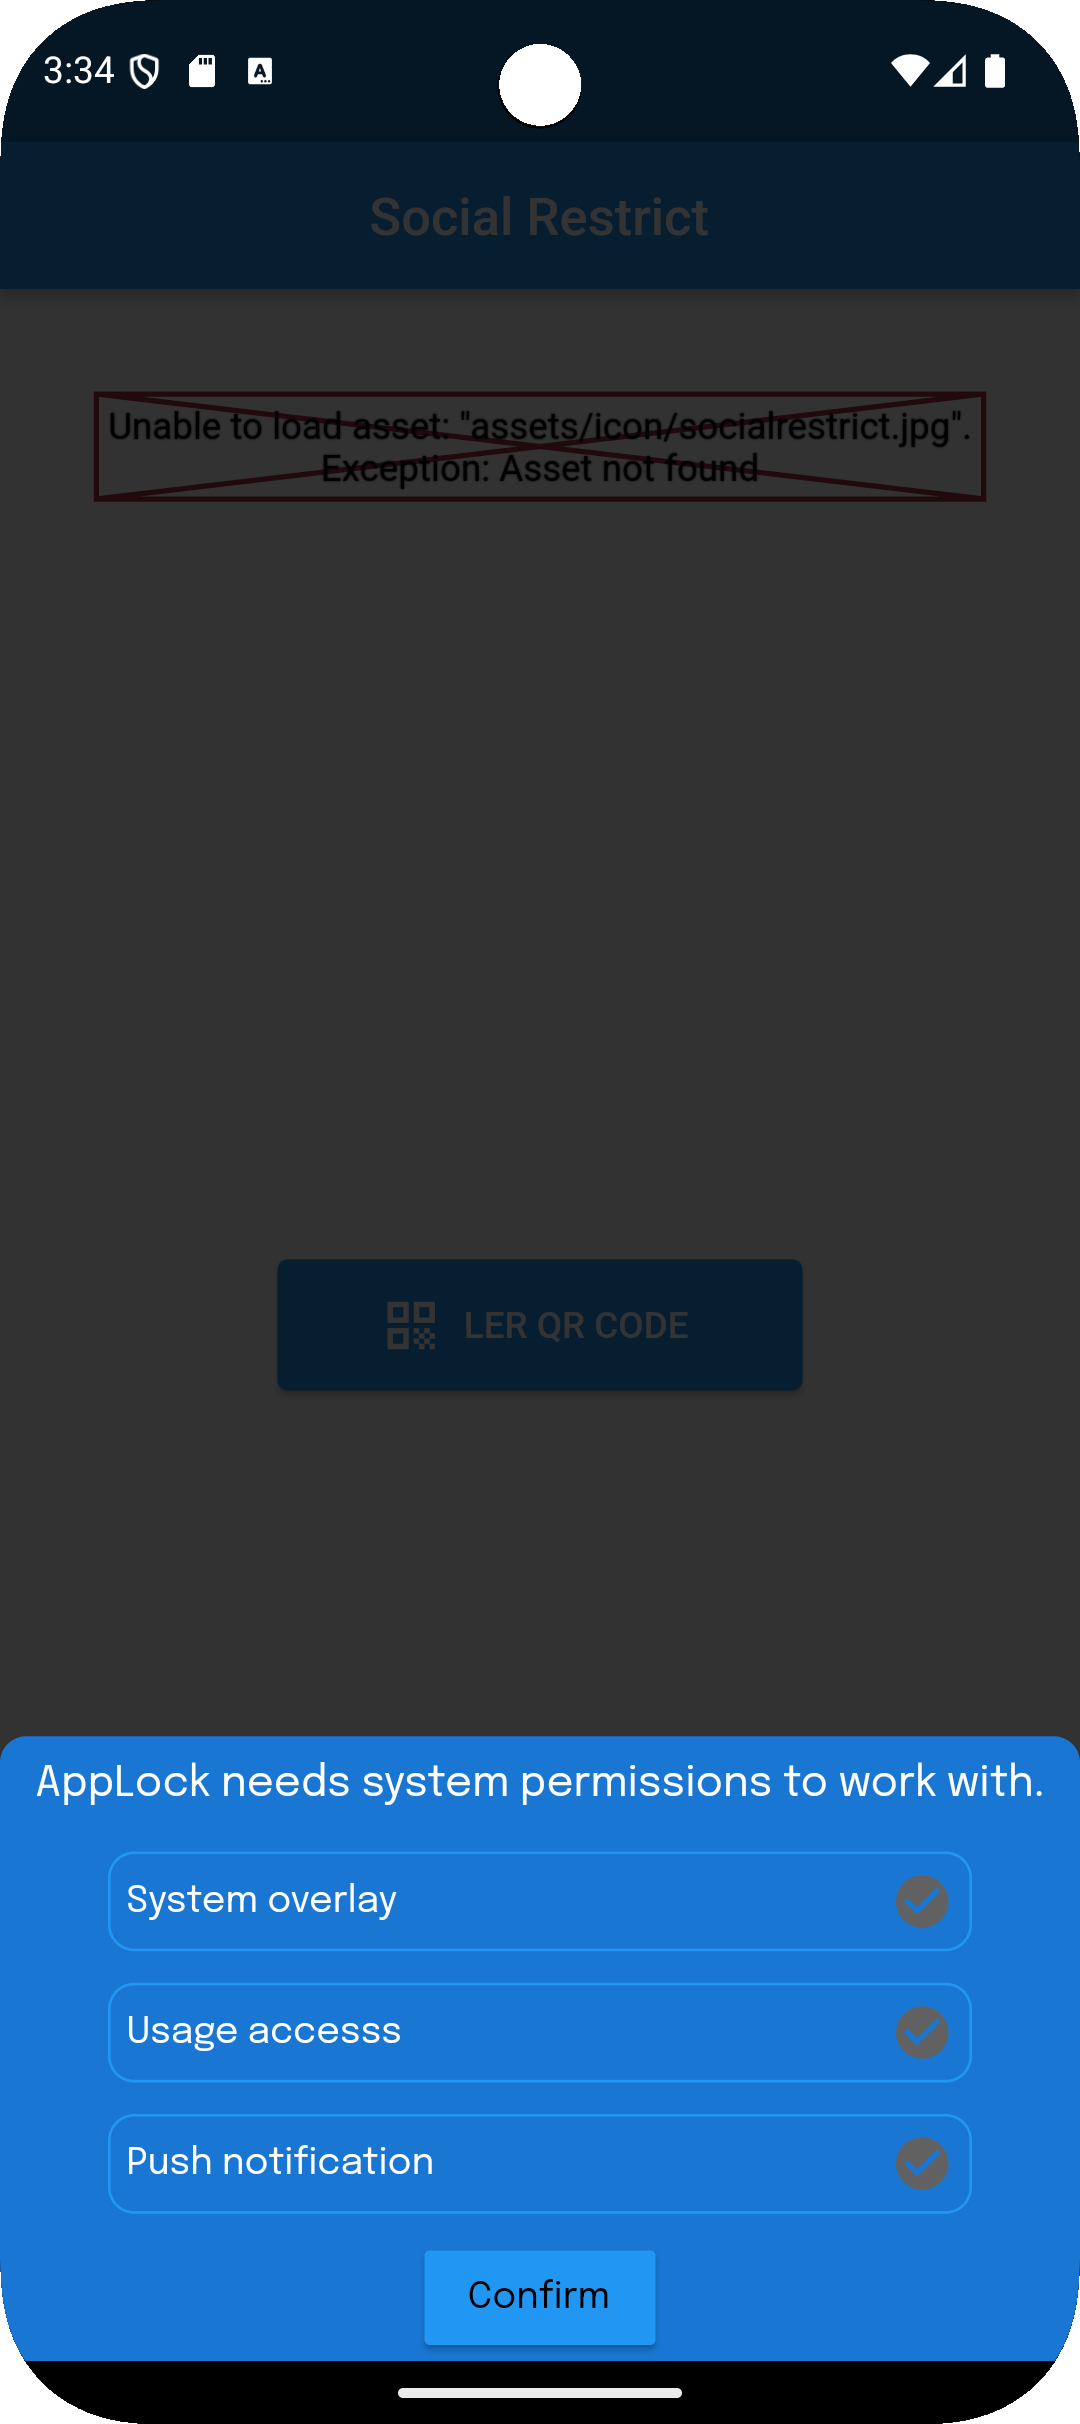 3:34
Social Restrict
Unable to load asset: "assets/icon/socialrestrict.jpg".
Exception: Asset not found
LER QR CODE
AppLock needs system permissions to work with.
System overlay
Usage accesss
Push notification
Confirm